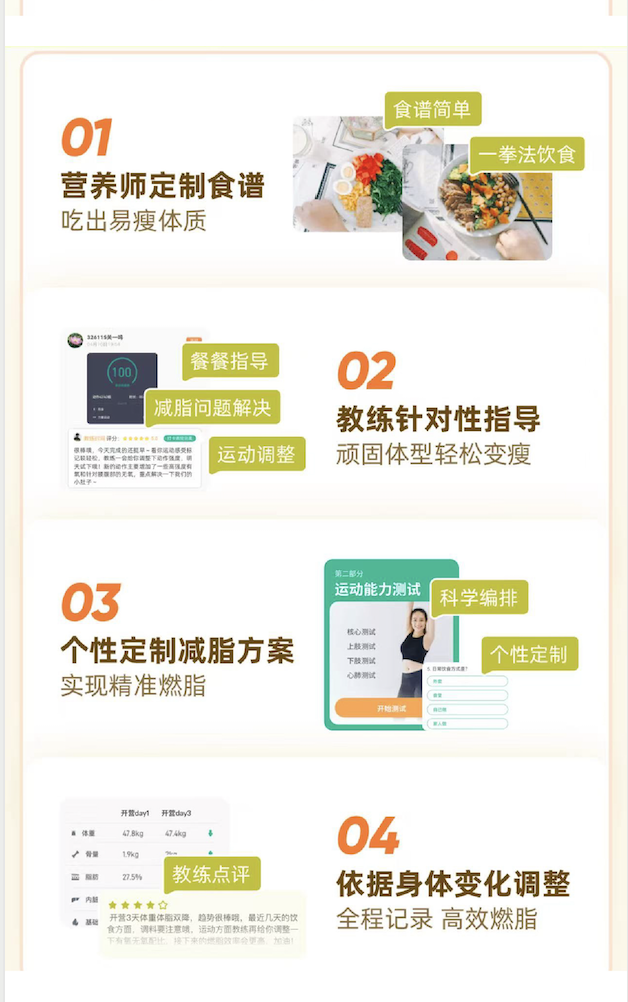 01
食谱简单
一拳法饮食
营养师定制食谱
吃出易瘦体质
326115吴一鸣
100
餐餐指导
减脂问题解决
评分:
5.0
运动调整
很棒哦，今天完成的还挺早~看你运动感受标
记挺轻松，教练一会给你调整下动作强度，明
天试下哦！新的动作主要增加了一些高强度有
氧和针对腰腹部的无氧，重点解决一下我们的
小肚子~
02
教练针对性指导
顽固体型轻松变瘦
03
个性定制减脂方案
实现精准燃脂
第二部分
运动能力测试
科学编排
核心测试
上肢测试
下肢测试
心肺测试
开始测试
个性定制
开营day1 开营day3
体重 47.8kg 47.4kg
骨量 1.9kg
脂肪 27.5%
内脏
基础
教练点评
开营3天体重体脂双降，趋势很棒哦，最近几天的饮
食方面，调料要注意哈，运动方面教练再给你调整一
下有氧无氧配比，接下来的燃脂效率会更高，加油！
04
依据身体变化调整
全程记录 高效燃脂